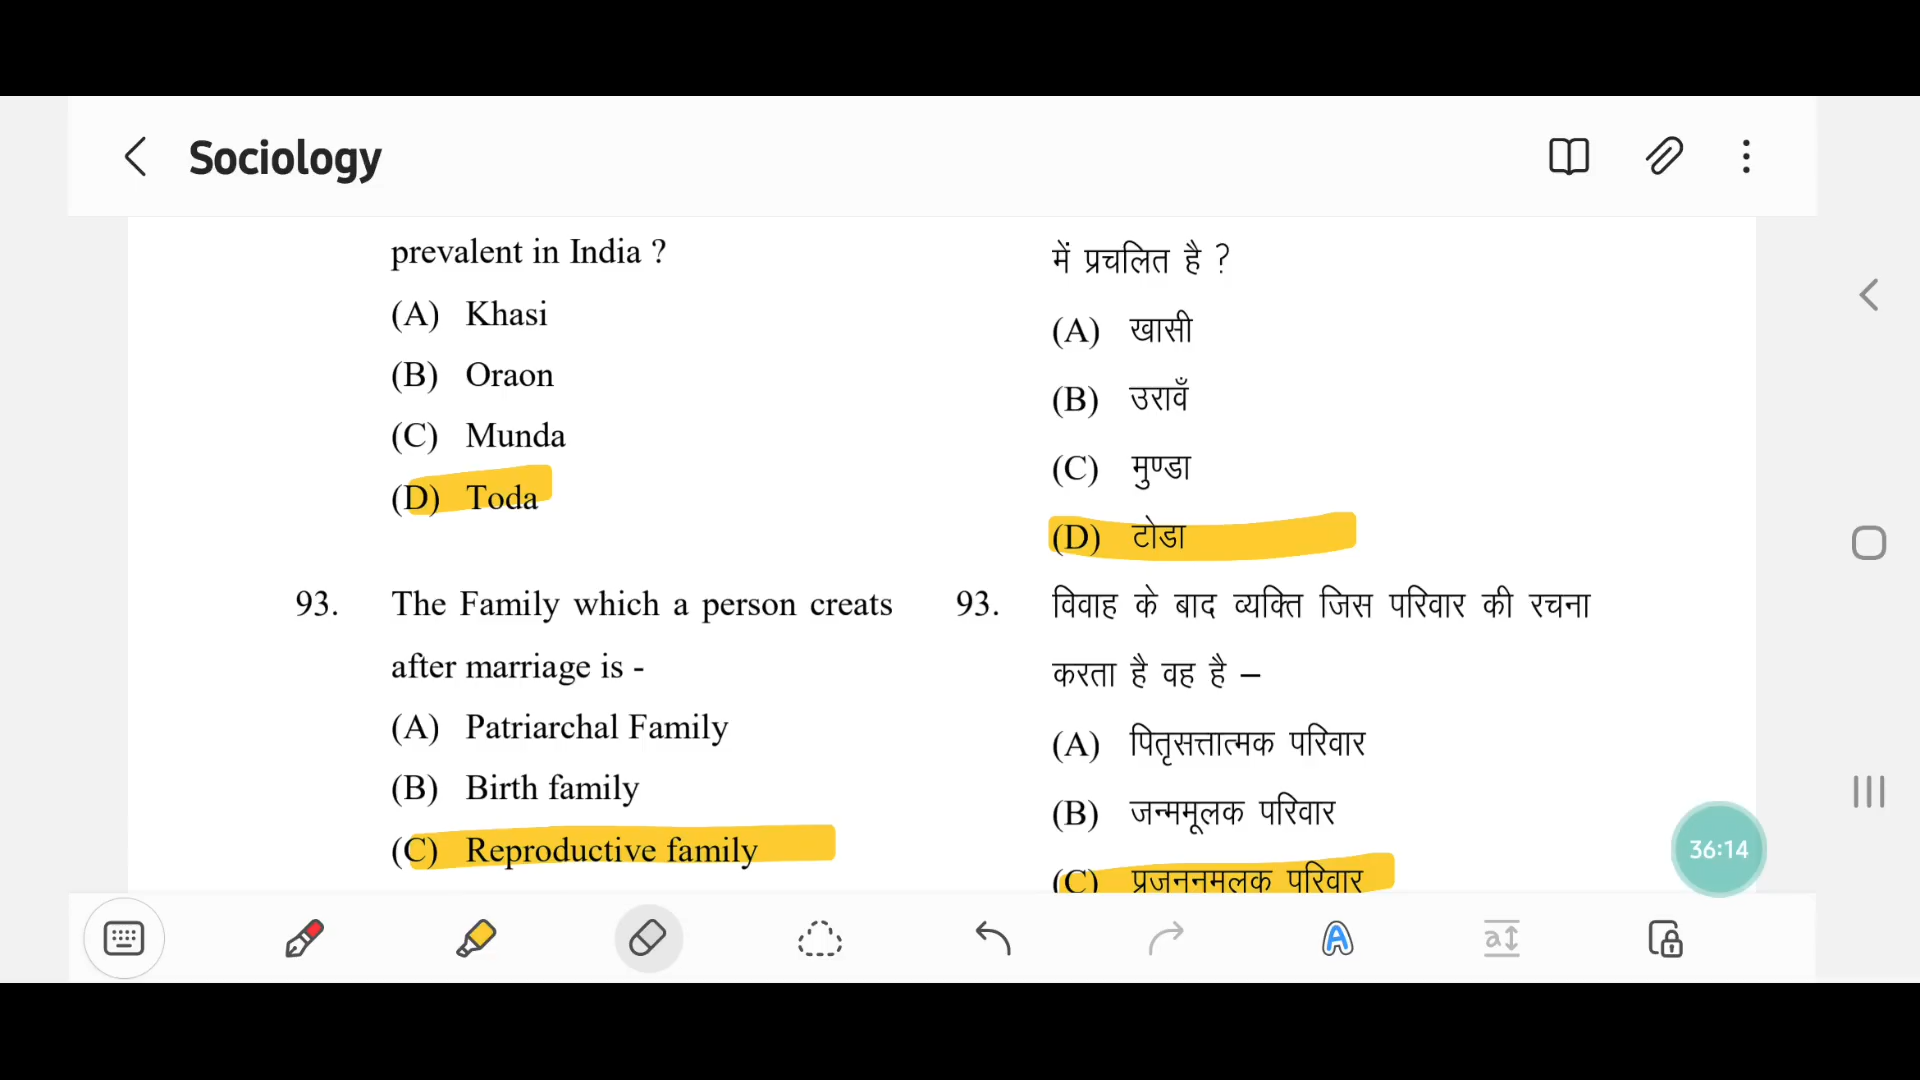 Sociology
prevalent in India ?
(A) Khasi
(B) Oraon
(C) Munda
(D) Toda
93. The Family which a person creats
after marriage is -
(A) Patriarchal Family
(B) Birth family
(C) Reproductive family
में प्रचलित है ?
(A) खासी
(B) उरावँ
(C) मुण्डा
(D) टोडा
93. विवाह के बाद व्यक्ति जिस परिवार की रचना
करता है वह है –
(A) पितृसत्तात्मक परिवार
(B) जन्ममूलक परिवार
(C) प्रजननमूलक परिवार
36:14